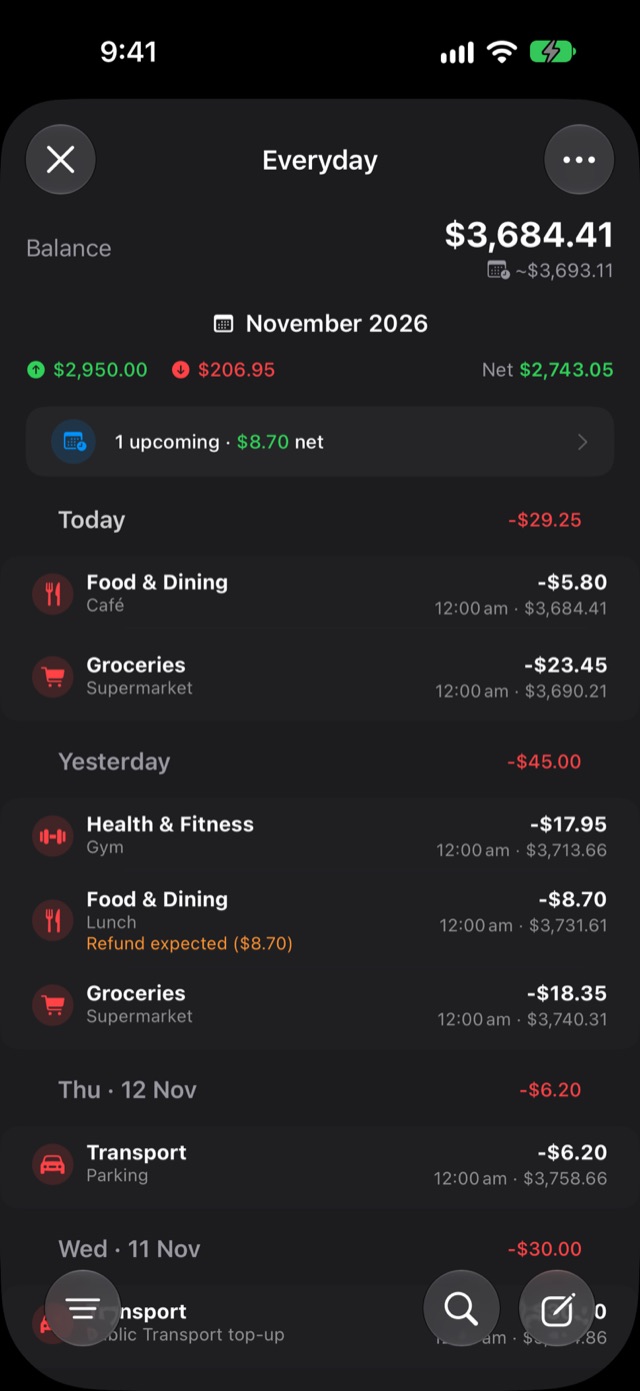 9:41
Everyday
Balance
$3,684.41
~$3,693.11
November 2026
$2,950.00 $206.95 Net $2,743.05
1 upcoming · $8.70 net
Today -$29.25
Food & Dining -$5.80
Café 12:00 am · $3,684.41
Groceries -$23.45
Supermarket 12:00 am · $3,690.21
Yesterday -$45.00
Health & Fitness -$17.95
Gym 12:00 am · $3,713.66
Food & Dining -$8.70
Lunch 12:00 am · $3,731.61
Refund expected ($8.70)
Groceries -$18.35
Supermarket 12:00 am · $3,740.31
Thu · 12 Nov -$6.20
Transport -$6.20
Parking 12:00 am · $3,758.66
Wed · 11 Nov -$30.00
Transport top-up